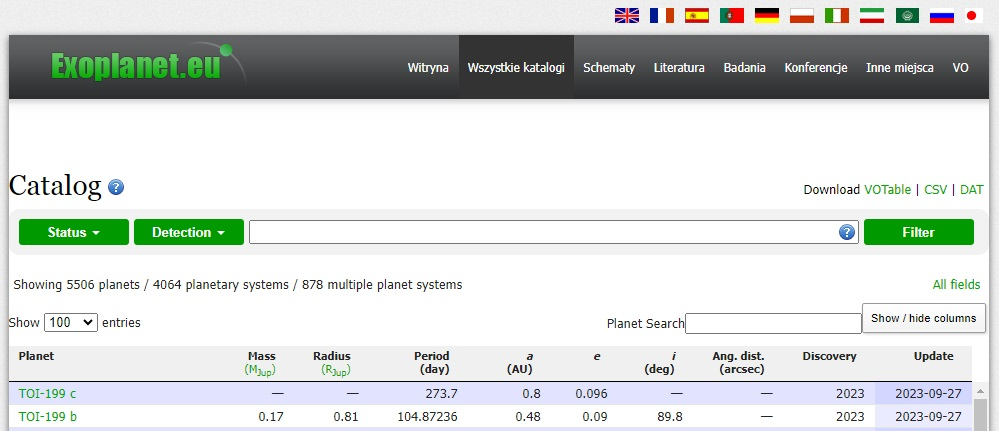 Exoplanet.eu
Witryna Wszystkie katalogi Schematy Literatura Badania Konferencje Inne miejsca VO
Catalog ?
Download VOTable | CSV | DAT
Status Detection ? Filter
Showing 5506 planets / 4064 planetary systems / 878 multiple planet systems All fields
Show 100 entries Planet Search Show / hide columns
Planet Mass Radius Period a e i Ang. dist. Discovery Update
(MJup) (RJup) (day) (AU) (deg) (arcsec)
TOI-199 c — — 273.7 0.8 0.096 — — 2023 2023-09-27
TOI-199 b 0.17 0.81 104.87236 0.48 0.09 89.8 — 2023 2023-09-27